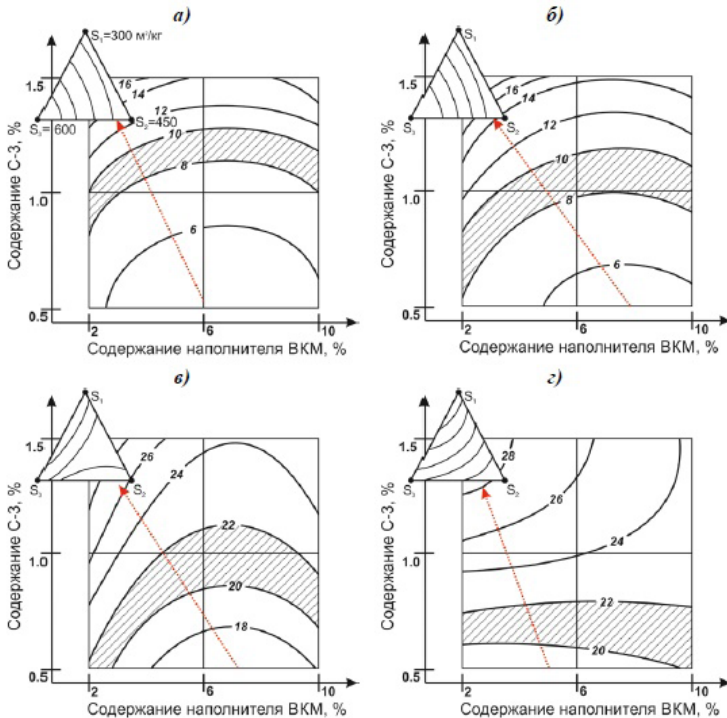 а)
S₁=300 м²/кг
S₃=600
S₂=450
1.5
1.0
0.5
Содержание С-3, %
16
14
12
10
8
6
2
6
10
Содержание наполнителя ВКМ, %
б)
S₁
S₃
S₂
1.5
1.0
0.5
Содержание С-3, %
16
14
12
10
8
6
2
6
10
Содержание наполнителя ВКМ, %
в)
S₁
S₃
S₂
1.5
1.0
0.5
Содержание С-3, %
26
24
22
20
18
2
6
10
Содержание наполнителя ВКМ, %
г)
S₁
S₃
S₂
1.5
1.0
0.5
Содержание С-3, %
28
26
24
22
20
2
6
10
Содержание наполнителя ВКМ, %